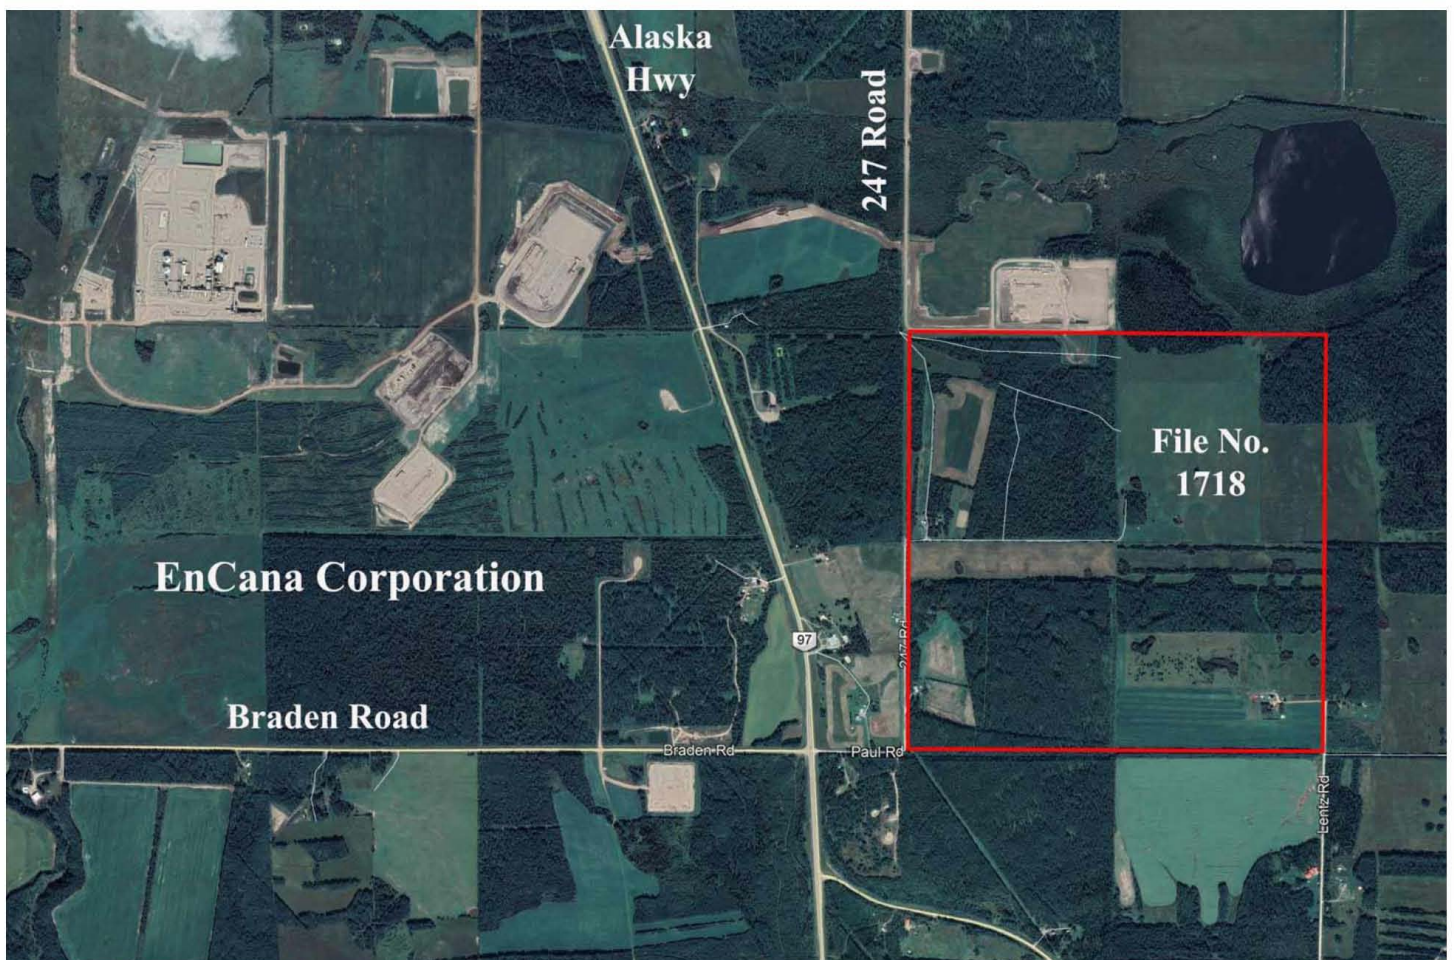 Alaska
Hwy
247 Road
File No.
1718
EnCana Corporation
97
247 Rd
Braden Road
Braden Rd
Paul Rd
Lentz Rd